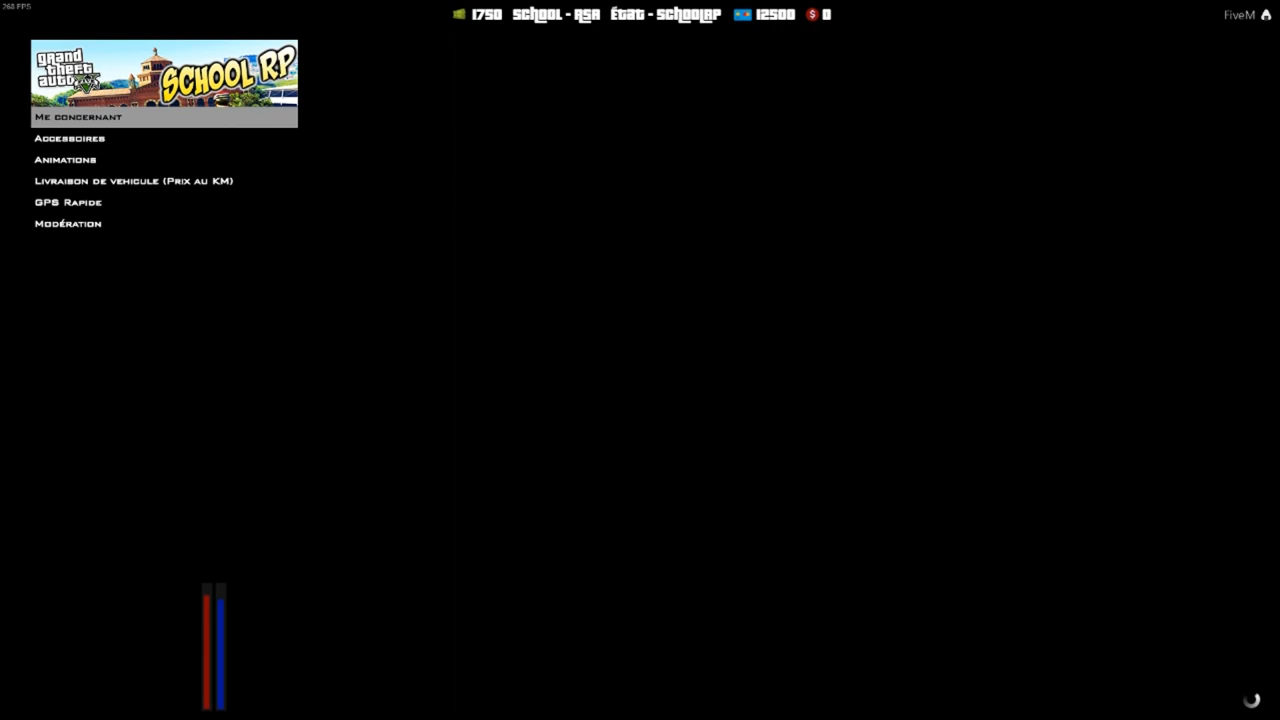 268 FPS
1750 School - ASA État - SchoolRP 12500 0
FiveM
grand
theft
auto V
SCHOOL RP
Me concernant
Accessoires
Animations
Livraison de vehicule (Prix au KM)
GPS Rapide
Modération